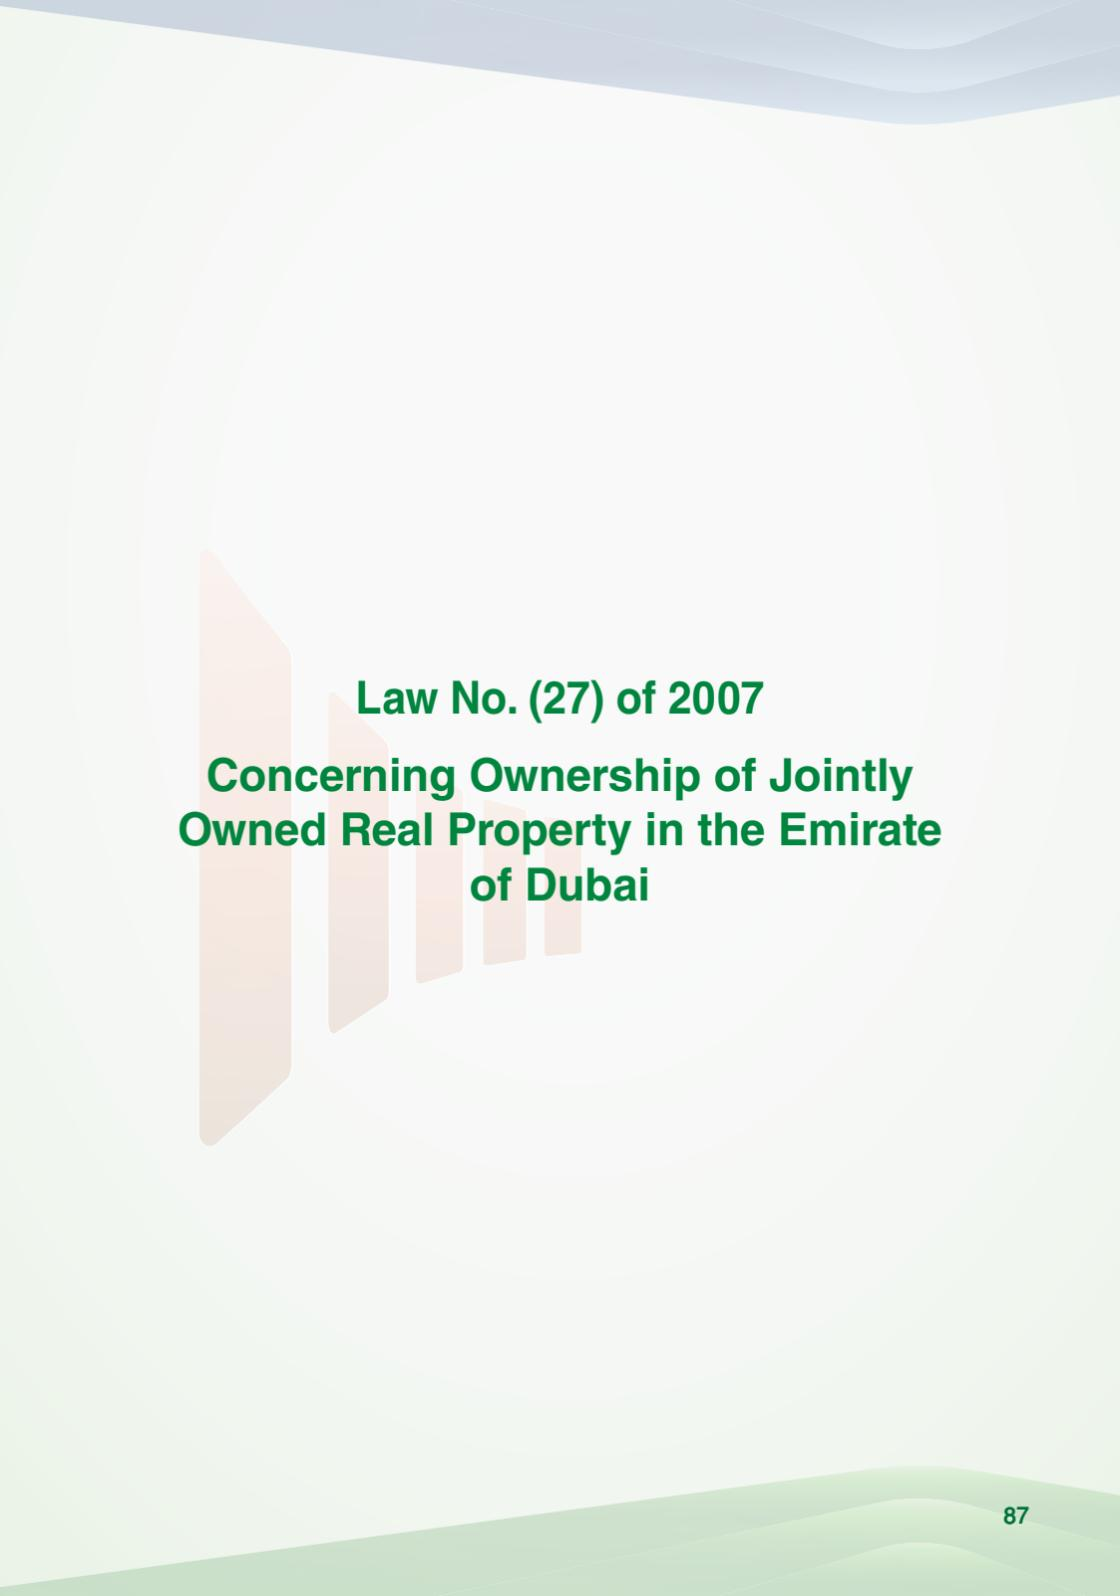 Law No. (27) of 2007
Concerning Ownership of Jointly
Owned Real Property in the Emirate
of Dubai
87